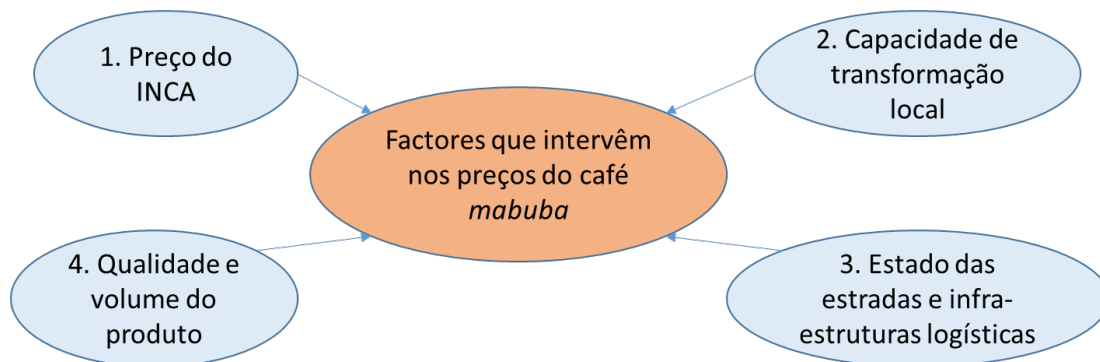 1. Preço do
INCA
2. Capacidade de
transformação
local
Factores que intervêm
nos preços do café
mabuba
4. Qualidade e
volume do
produto
3. Estado das
estradas e infra-
estruturas logísticas